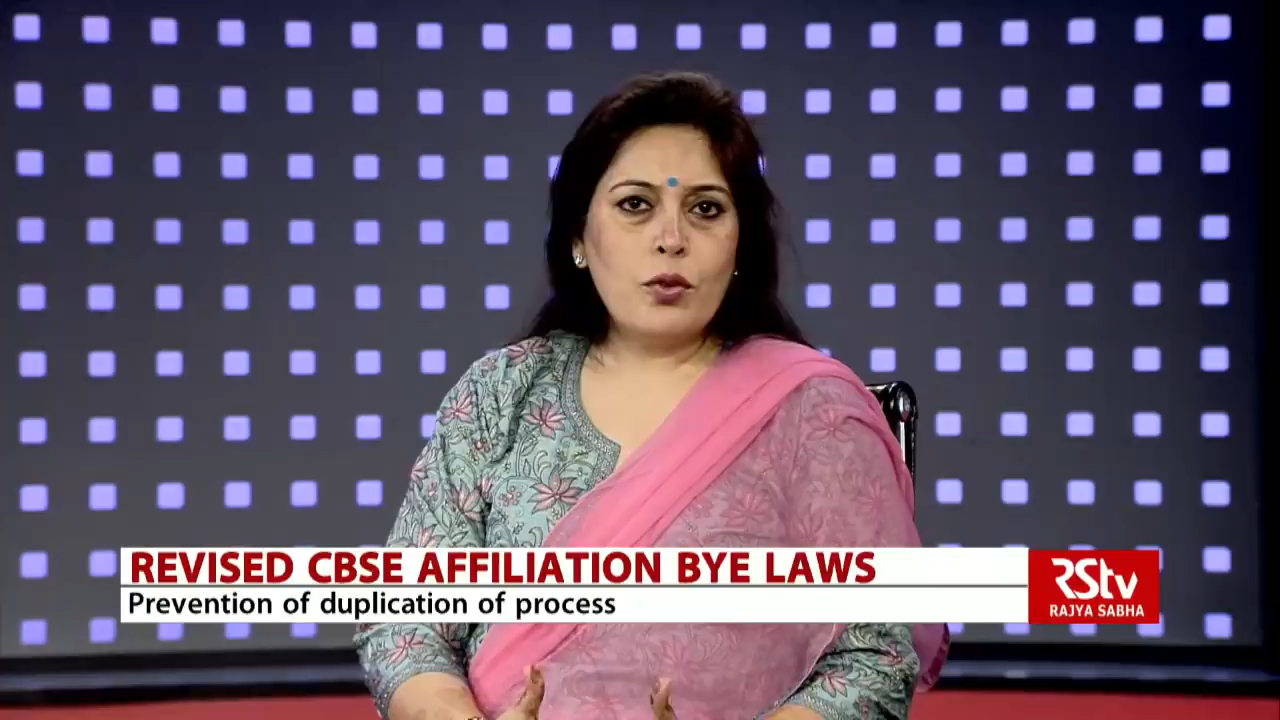 REVISED CBSE AFFILIATION BYE LAWS
Prevention of duplication of process
RStv
RAJYA SABHA